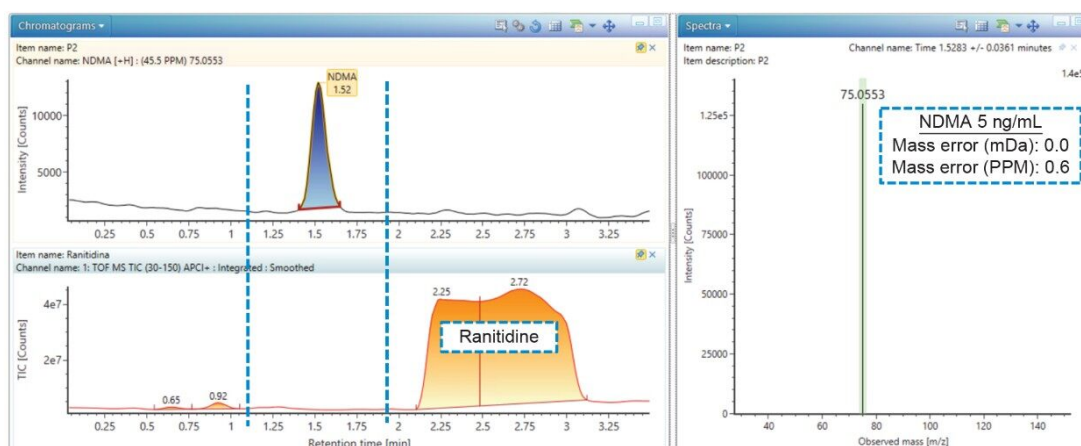 Chromatograms
Item name: P2
Channel name: NDMA [+H] : (45.5 PPM) 75.0553
NDMA
1.52
Intensity [Counts]
10000
5000
0.25 0.5 0.75 1 1.25 1.5 1.75 2 2.25 2.5 2.75 3 3.25
Item name: Ranitidina
Channel name: 1: TOF MS TIC (30-150) APCI+ : Integrated : Smoothed
TIC [Counts]
4e7
2e7
0.65
0.92
2.25
2.72
Ranitidine
0.25 0.5 0.75 1 1.25 1.5 1.75 2 2.25 2.5 2.75 3 3.25
Retention time [min]
Spectra
Item name: P2
Channel name: Time 1.5283 +/- 0.0361 minutes
Item description: P2
1.4e5
75.0553
NDMA 5 ng/mL
Mass error (mDa): 0.0
Mass error (PPM): 0.6
Intensity [Counts]
1.25e5
100000
75000
50000
25000
0
40 60 80 100 120 140
Observed mass [m/z]